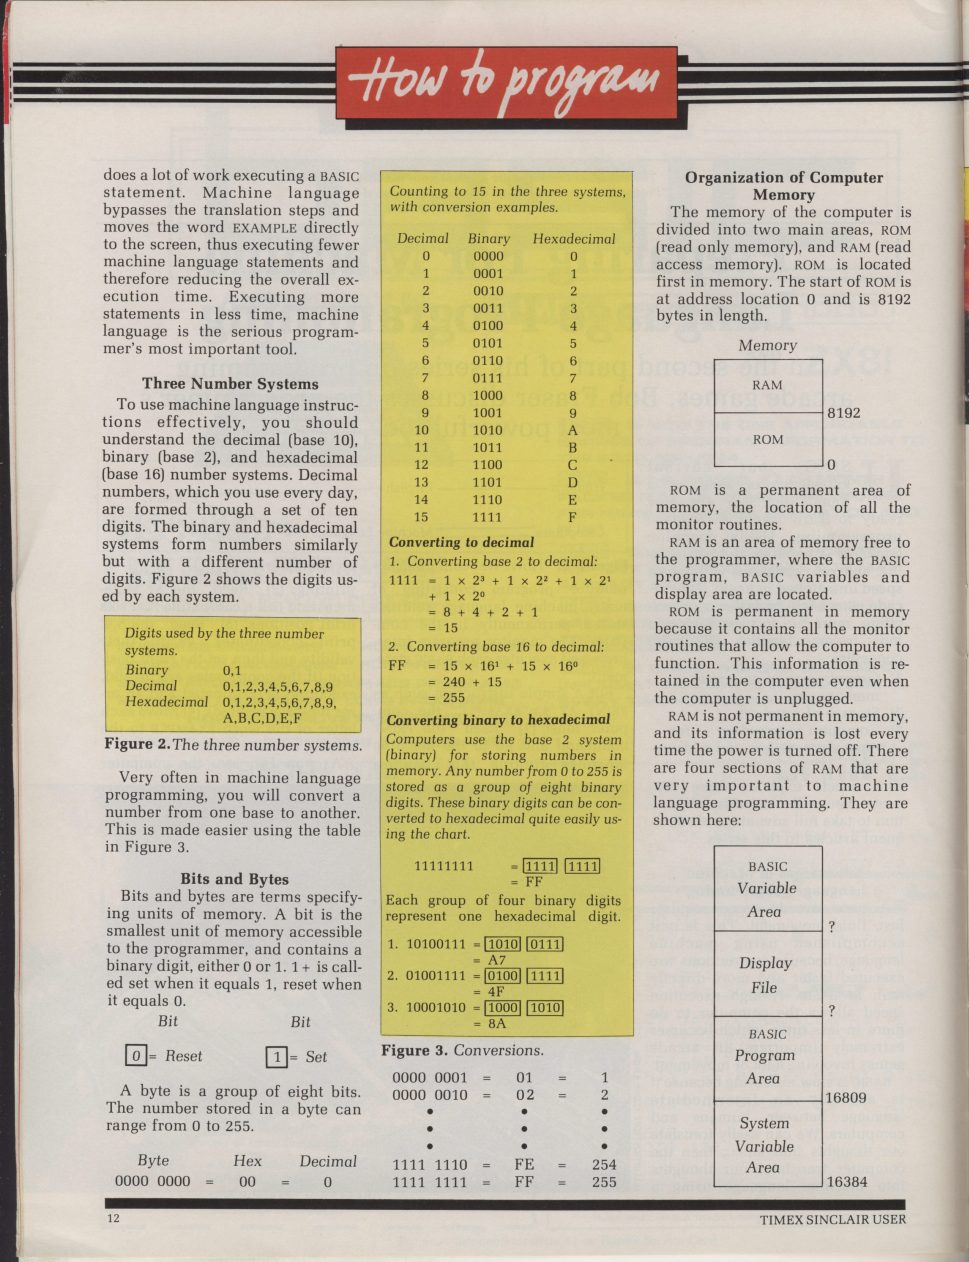 How to program
does a lot of work executing a BASIC
statement. Machine language
bypasses the translation steps and
moves the word EXAMPLE directly
to the screen, thus executing fewer
machine language statements and
therefore reducing the overall ex-
ecution time. Executing more
statements in less time, machine
language is the serious program-
mer's most important tool.
Three Number Systems
To use machine language instruc-
tions effectively, you should
understand the decimal (base 10),
binary (base 2), and hexadecimal
(base 16) number systems. Decimal
numbers, which you use every day,
are formed through a set of ten
digits. The binary and hexadecimal
systems form numbers similarly
but with a different number of
digits. Figure 2 shows the digits us-
ed by each system.
Digits used by the three number
systems.
Binary 0,1
Decimal 0,1,2,3,4,5,6,7,8,9
Hexadecimal 0,1,2,3,4,5,6,7,8,9,
A,B,C,D,E,F
Figure 2. The three number systems.
Very often in machine language
programming, you will convert a
number from one base to another.
This is made easier using the table
in Figure 3.
Bits and Bytes
Bits and bytes are terms specify-
ing units of memory. A bit is the
smallest unit of memory accessible
to the programmer, and contains a
binary digit, either 0 or 1. 1+ is call-
ed set when it equals 1, reset when
it equals 0.
Bit Bit
0 = Reset 1 = Set
A byte is a group of eight bits.
The number stored in a byte can
range from 0 to 255.
Byte Hex Decimal
0000 0000 = 00 = 0
Counting to 15 in the three systems,
with conversion examples.
Decimal Binary Hexadecimal
0 0000 0
1 0001 1
2 0010 2
3 0011 3
4 0100 4
5 0101 5
6 0110 6
7 0111 7
8 1000 8
9 1001 9
10 1010 A
11 1011 B
12 1100 C
13 1101 D
14 1110 E
15 1111 F
Converting to decimal
1. Converting base 2 to decimal:
1111 = 1 x 2³ + 1 x 2² + 1 x 2¹
+ 1 x 2⁰
= 8 + 4 + 2 + 1
= 15
2. Converting base 16 to decimal:
FF = 15 x 16¹ + 15 x 16⁰
= 240 + 15
= 255
Converting binary to hexadecimal
Computers use the base 2 system
(binary) for storing numbers in
memory. Any number from 0 to 255 is
stored as a group of eight binary
digits. These binary digits can be con-
verted to hexadecimal quite easily us-
ing the chart.
11111111 = 1111 1111
= FF
Each group of four binary digits
represent one hexadecimal digit.
1. 10100111 = 1010 0111
= A7
2. 01001111 = 0100 1111
= 4F
3. 10001010 = 1000 1010
= 8A
Figure 3. Conversions.
0000 0001 = 01 = 1
0000 0010 = 02 = 2
• • •
• • •
• • •
1111 1110 = FE = 254
1111 1111 = FF = 255
Organization of Computer
Memory
The memory of the computer is
divided into two main areas, ROM
(read only memory), and RAM (read
access memory). ROM is located
first in memory. The start of ROM is
at address location 0 and is 8192
bytes in length.
Memory
RAM
8192
ROM
0
ROM is a permanent area of
memory, the location of all the
monitor routines.
RAM is an area of memory free to
the programmer, where the BASIC
program, BASIC variables and
display area are located.
ROM is permanent in memory
because it contains all the monitor
routines that allow the computer to
function. This information is re-
tained in the computer even when
the computer is unplugged.
RAM is not permanent in memory,
and its information is lost every
time the power is turned off. There
are four sections of RAM that are
very important to machine
language programming. They are
shown here:
BASIC
Variable
Area
?
Display
File
?
BASIC
Program
Area
16809
System
Variable
Area
16384
12
TIMEX SINCLAIR USER